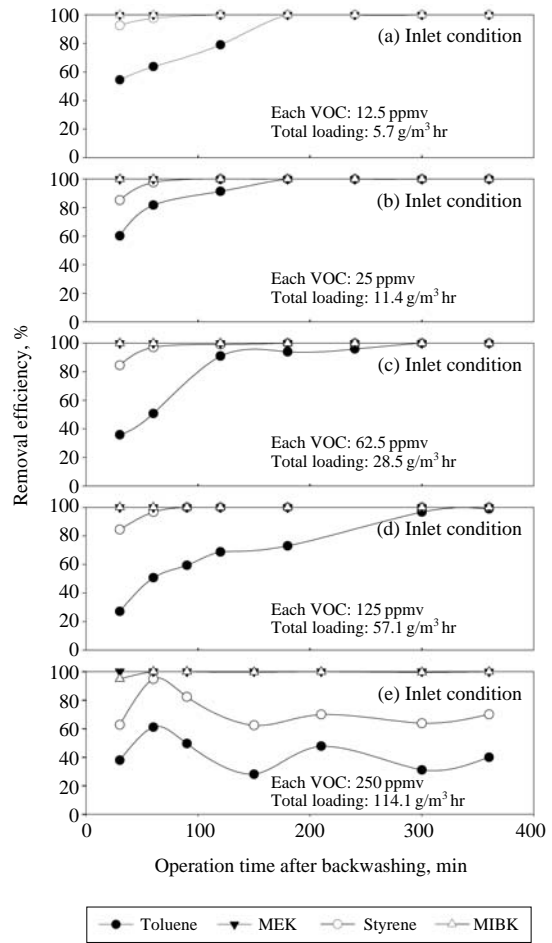 100
80
60
40
20
0
(a) Inlet condition
Each VOC: 12.5 ppmv
Total loading: 5.7 g/m³ hr
100
80
60
40
20
0
(b) Inlet condition
Each VOC: 25 ppmv
Total loading: 11.4 g/m³ hr
Removal efficiency, %
100
80
60
40
20
0
(c) Inlet condition
Each VOC: 62.5 ppmv
Total loading: 28.5 g/m³ hr
100
80
60
40
20
0
(d) Inlet condition
Each VOC: 125 ppmv
Total loading: 57.1 g/m³ hr
100
80
60
40
20
0
(e) Inlet condition
Each VOC: 250 ppmv
Total loading: 114.1 g/m³ hr
0 100 200 300 400
Operation time after backwashing, min
Toluene MEK Styrene MIBK